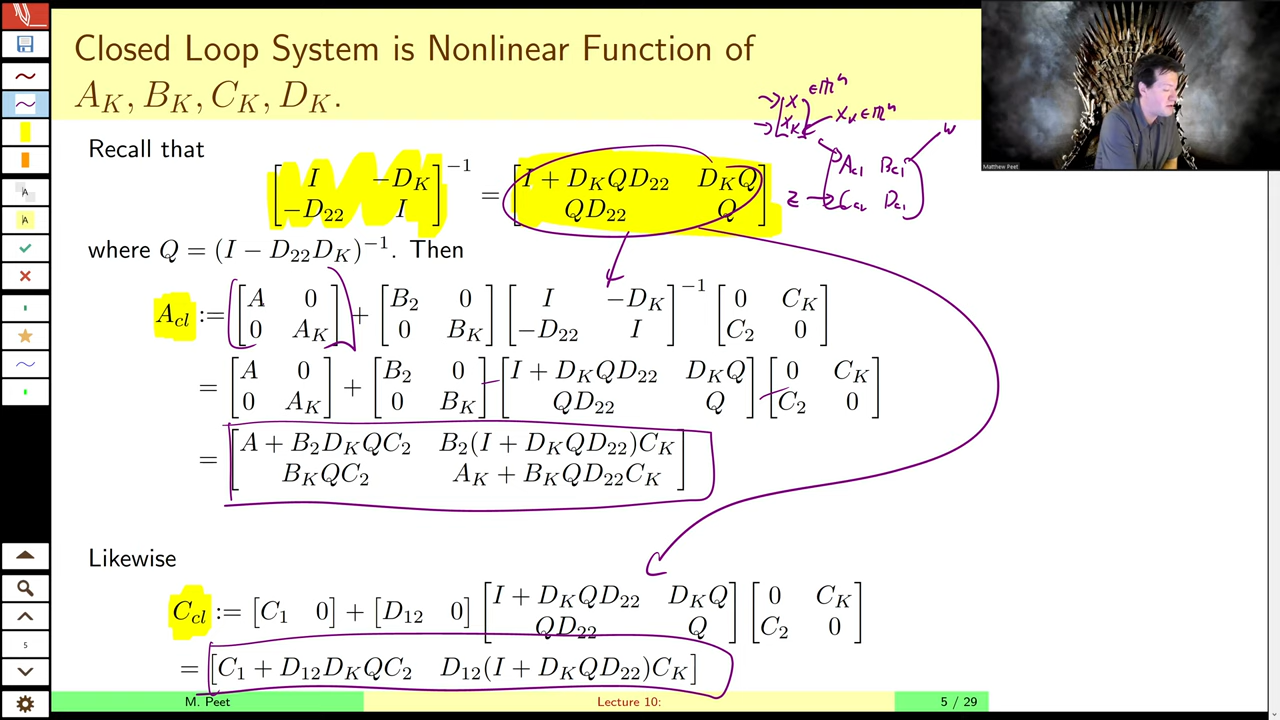 Closed Loop System is Nonlinear Function of
A_K, B_K, C_K, D_K.
→ x ∈ ℝⁿ
→ x_K x_K ∈ ℝⁿ
w
A_cl B_cl
z → C_cl D_cl
Recall that
[I −D_K; −D_22 I]^{−1} = [I + D_K Q D_22 D_K Q; Q D_22 Q]
where Q = (I − D_22 D_K)^{−1}. Then
A_cl := [A 0; 0 A_K] + [B_2 0; 0 B_K] [I −D_K; −D_22 I]^{−1} [0 C_K; C_2 0]
= [A 0; 0 A_K] + [B_2 0; 0 B_K] [I + D_K Q D_22 D_K Q; Q D_22 Q] [0 C_K; C_2 0]
= [A + B_2 D_K Q C_2 B_2(I + D_K Q D_22)C_K; B_K Q C_2 A_K + B_K Q D_22 C_K]
Likewise
C_cl := [C_1 0] + [D_12 0] [I + D_K Q D_22 D_K Q; Q D_22 Q] [0 C_K; C_2 0]
= [C_1 + D_12 D_K Q C_2 D_12(I + D_K Q D_22)C_K]
M. Peet Lecture 10: 5 / 29
Matthew Peet
5